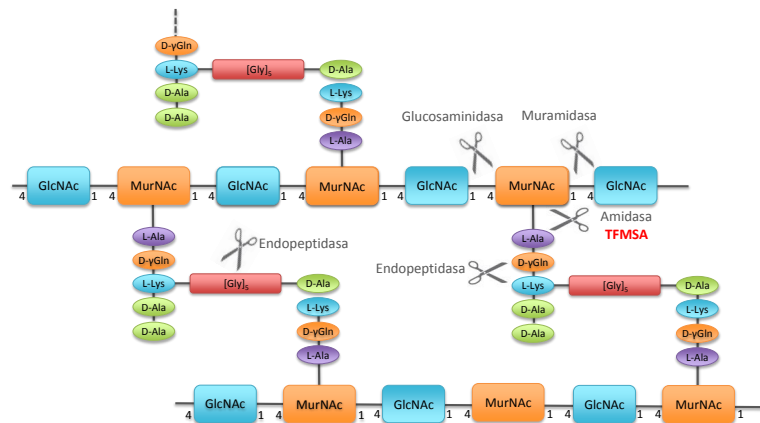 D-γGln
L-Lys [Gly]5 D-Ala
D-Ala L-Lys
D-Ala D-γGln
L-Ala
Glucosaminidasa Muramidasa
GlcNAc MurNAc GlcNAc MurNAc GlcNAc MurNAc GlcNAc
4 1 4 1 4 1 4 1 4 1 4 1 4 1
Amidasa
TFMSA
L-Ala L-Ala
Endopeptidasa
D-γGln D-γGln
Endopeptidasa
L-Lys [Gly]5 D-Ala L-Lys [Gly]5 D-Ala
D-Ala L-Lys D-Ala L-Lys
D-Ala D-γGln D-Ala D-γGln
L-Ala L-Ala
GlcNAc MurNAc GlcNAc MurNAc GlcNAc MurNAc
4 1 4 1 4 1 4 1 4 1 4 1